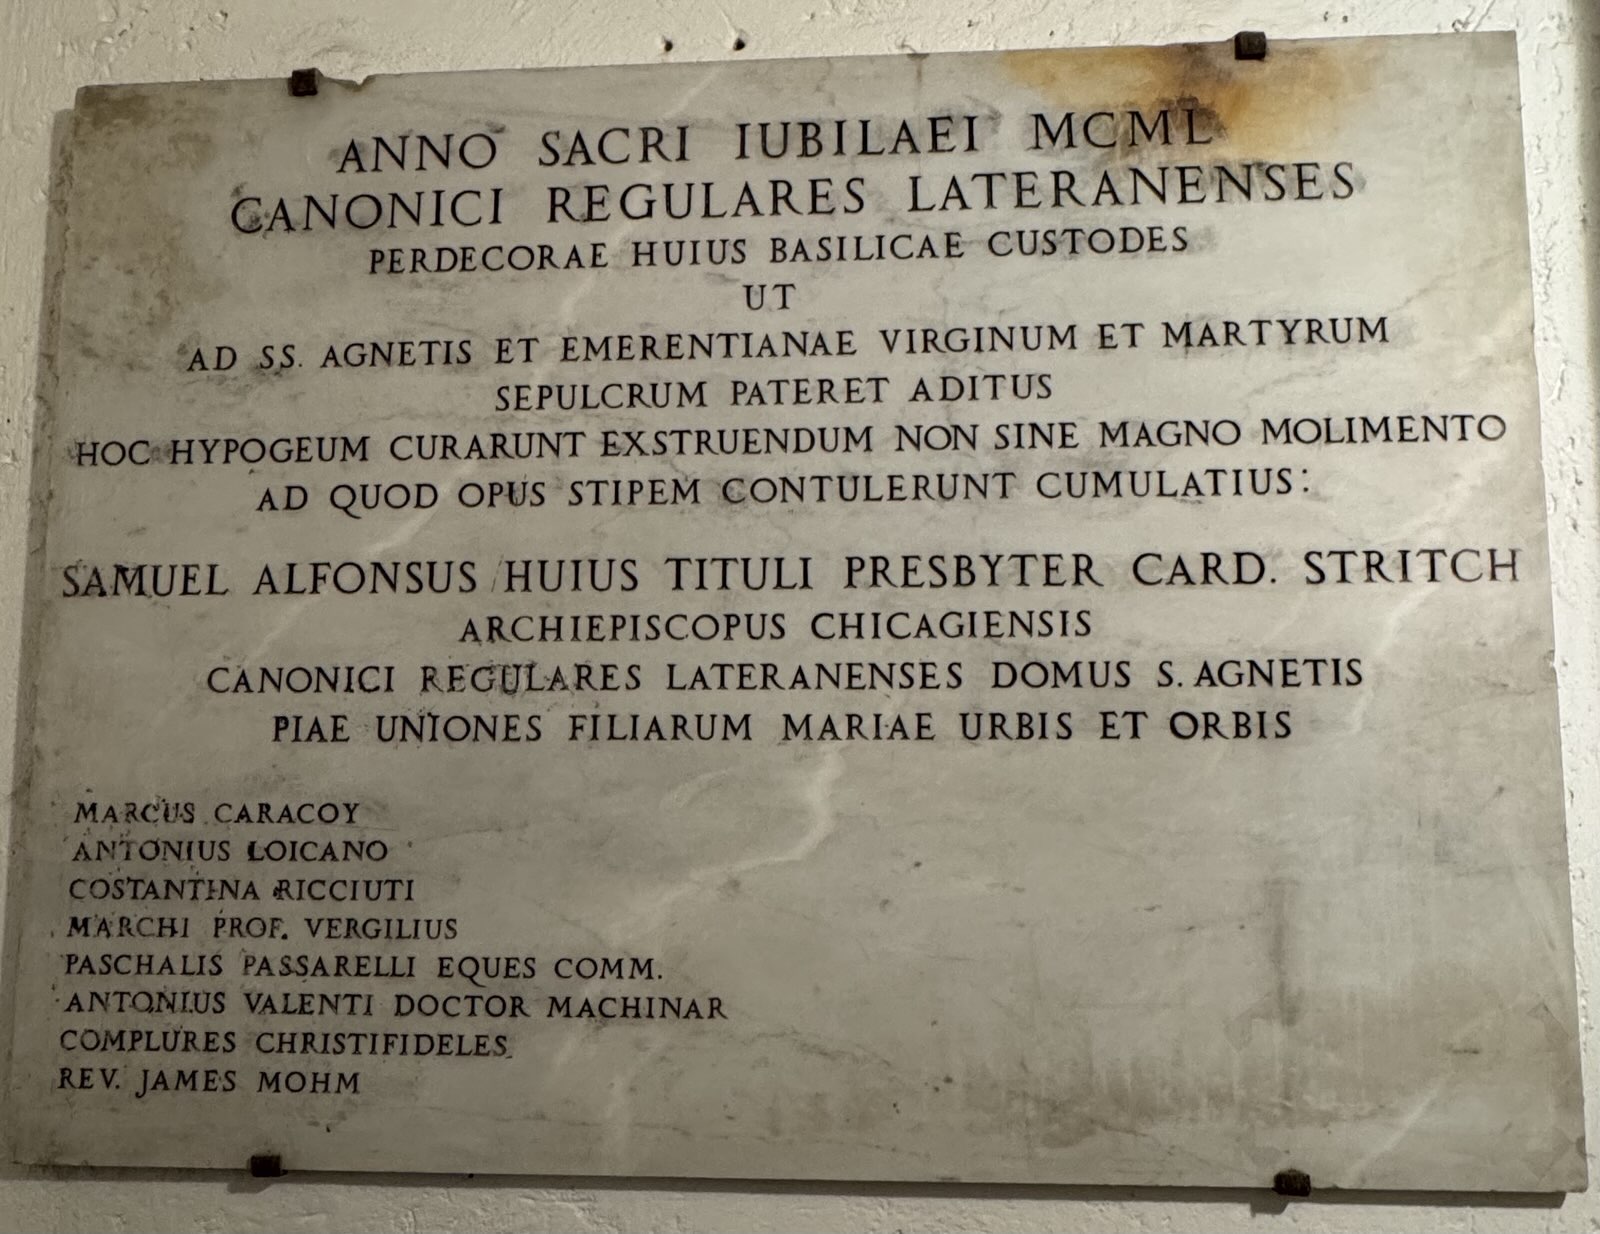 ANNO SACRI IUBILAEI MCML
CANONICI REGULARES LATERANENSES
PERDECORAE HUIUS BASILICAE CUSTODES
UT
AD SS. AGNETIS ET EMERENTIANAE VIRGINUM ET MARTYRUM
SEPULCRUM PATERET ADITUS
HOC HYPOGEUM CURARUNT EXSTRUENDUM NON SINE MAGNO MOLIMENTO
AD QUOD OPUS STIPEM CONTULERUNT CUMULATIUS:
SAMUEL ALFONSUS HUIUS TITULI PRESBYTER CARD. STRITCH
ARCHIEPISCOPUS CHICAGIENSIS
CANONICI REGULARES LATERANENSES DOMUS S. AGNETIS
PIAE UNIONES FILIARUM MARIAE URBIS ET ORBIS
MARCUS CARACOY
ANTONIUS LOICANO
COSTANTINA RICCIUTI
MARCHI PROF. VERGILIUS
PASCHALIS PASSARELLI EQUES COMM.
ANTONIUS VALENTI DOCTOR MACHINAR
COMPLURES CHRISTIFIDELES
REV. JAMES MOHM